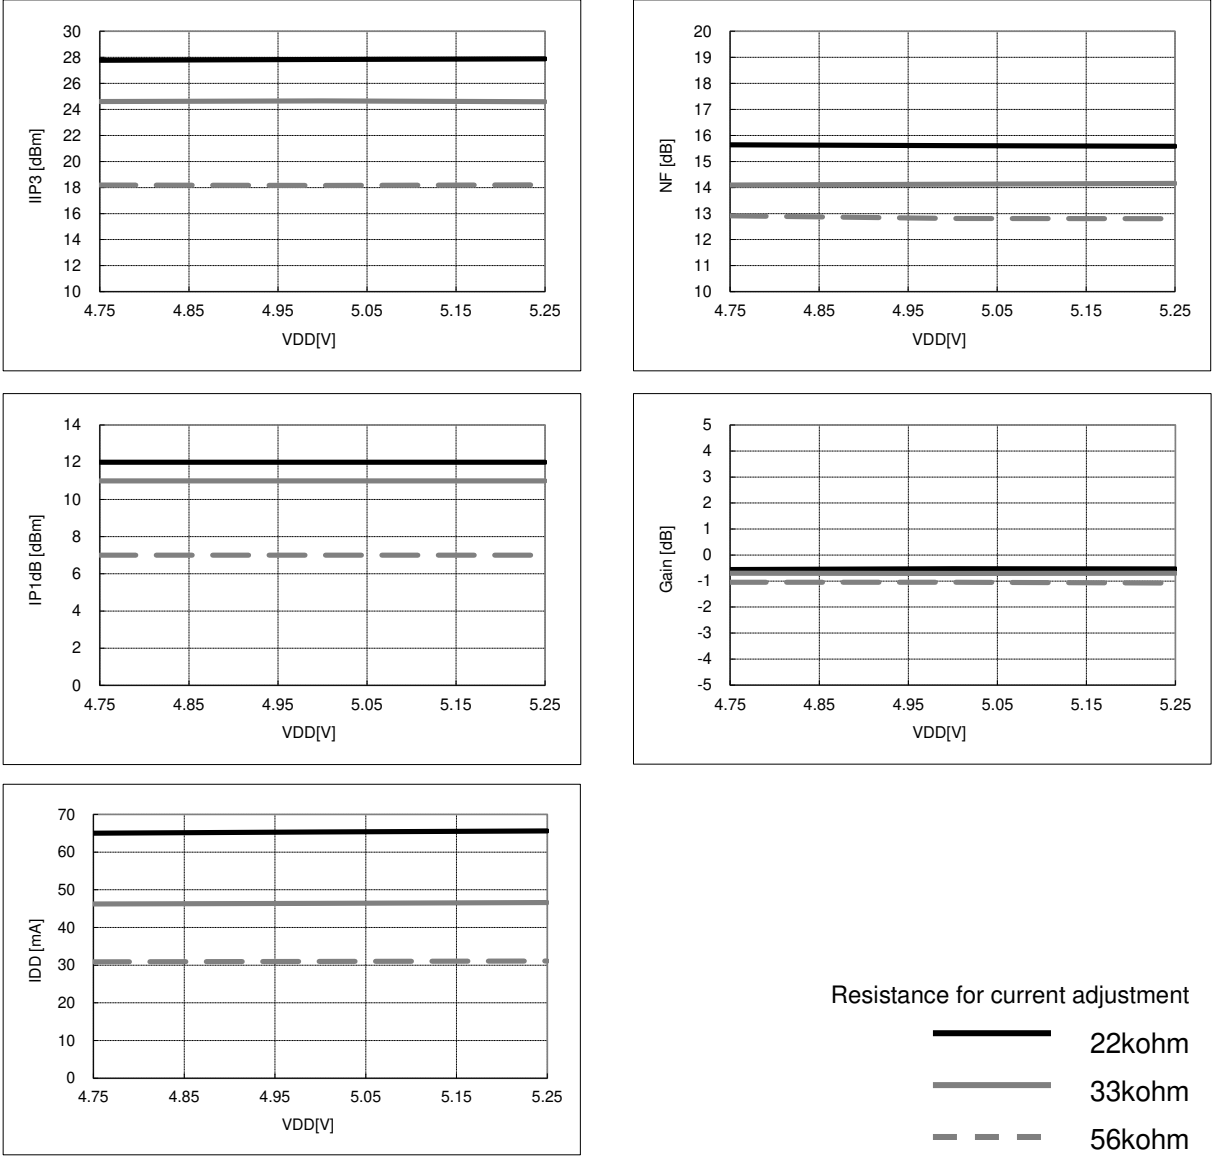 30
28
26
24
22
20
18
16
14
12
10
IIP3 [dBm]
4.75 4.85 4.95 5.05 5.15 5.25
VDD[V]
20
19
18
17
16
15
14
13
12
11
10
NF [dB]
4.75 4.85 4.95 5.05 5.15 5.25
VDD[V]
14
12
10
8
6
4
2
0
IP1dB [dBm]
4.75 4.85 4.95 5.05 5.15 5.25
VDD[V]
5
4
3
2
1
0
-1
-2
-3
-4
-5
Gain [dB]
4.75 4.85 4.95 5.05 5.15 5.25
VDD[V]
70
60
50
40
30
20
10
0
IDD [mA]
4.75 4.85 4.95 5.05 5.15 5.25
VDD[V]
Resistance for current adjustment
22kohm
33kohm
56kohm